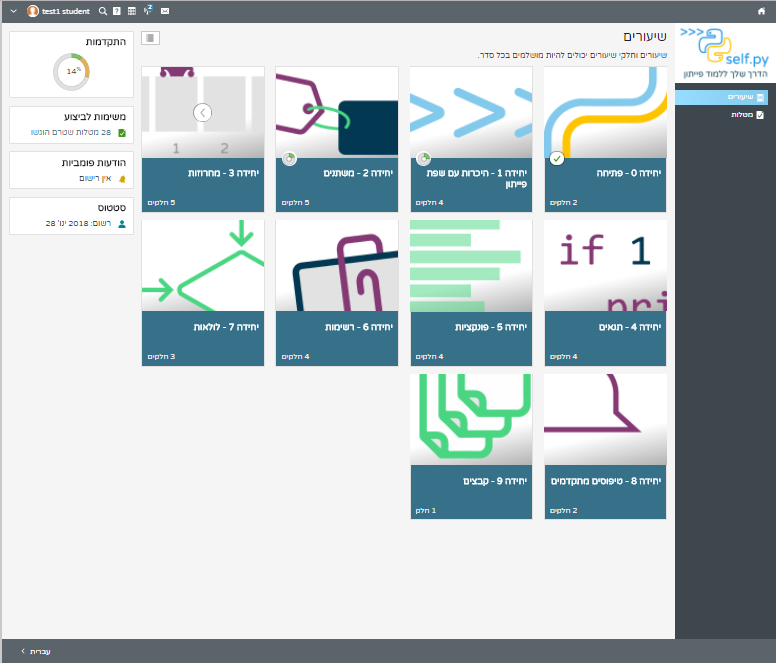 test1 student
2
>>>
self.py
הדרך שלך ללמוד פייתון
שיעורים
מטלות
שיעורים
שיעורים וחלקי שיעורים יכולים להיות מושלמים בכל סדר.
יחידה 0 - פתיחה
2 חלקים
יחידה 1 - היכרות עם שפת
פייתון
4 חלקים
יחידה 2 - משתנים
5 חלקים
1 2
יחידה 3 - מחרוזות
5 חלקים
if 1
pri
יחידה 4 - תנאים
4 חלקים
יחידה 5 - פונקציות
4 חלקים
יחידה 6 - רשימות
4 חלקים
יחידה 7 - לולאות
3 חלקים
יחידה 8 - טיפוסים מתקדמים
2 חלקים
יחידה 9 - קבצים
1 חלק
התקדמות
14%
משימות לביצוע
28 מטלות שטרם הוגשו
הודעות פומביות
אין רישום
סטטוס
רשום: 2018 ינו' 28
עברית